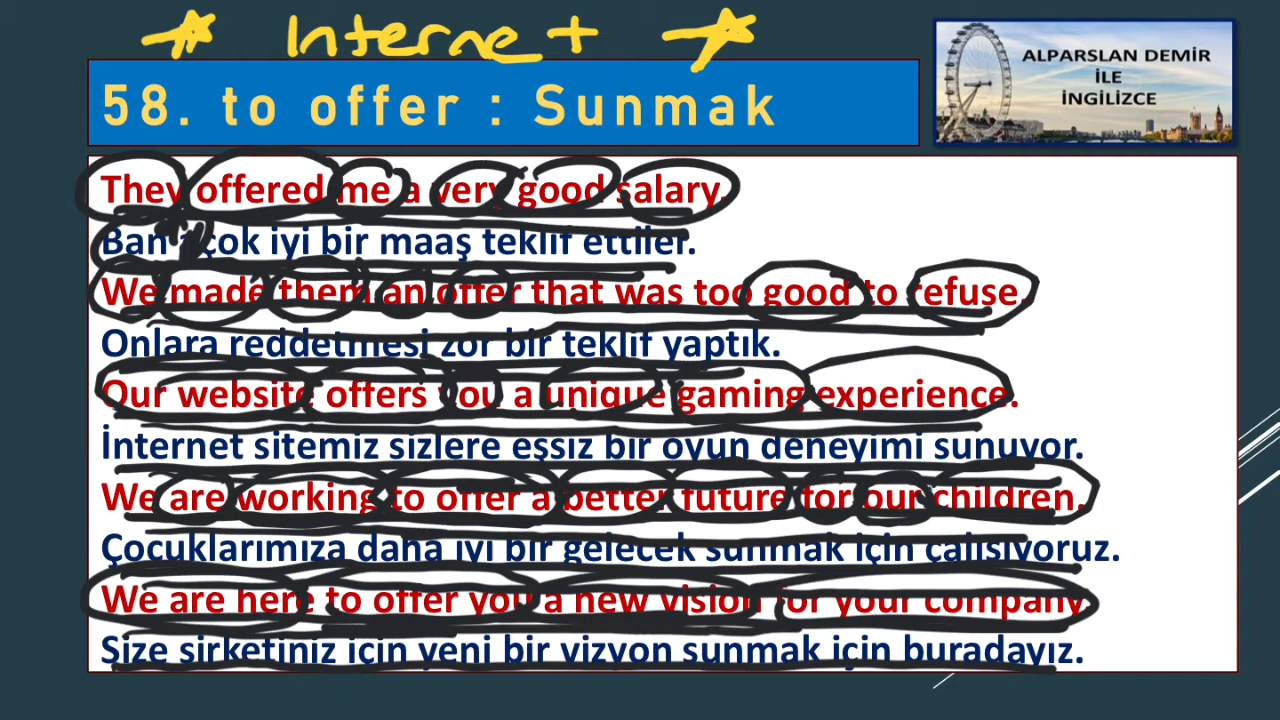 Internet
58. to offer : Sunmak
ALPARSLAN DEMİR
İLE
İNGİLİZCE
They offered me a very good salary.
Bana çok iyi bir maaş teklif ettiler.
We made them an offer that was too good to refuse.
Onlara reddetmesi zor bir teklif yaptık.
Our website offers you a unique gaming experience.
İnternet sitemiz sizlere eşsiz bir oyun deneyimi sunuyor.
We are working to offer a better future for our children.
Çocuklarımıza daha iyi bir gelecek sunmak için çalışıyoruz.
We are here to offer you a new vision for your company.
Size şirketiniz için yeni bir vizyon sunmak için buradayız.